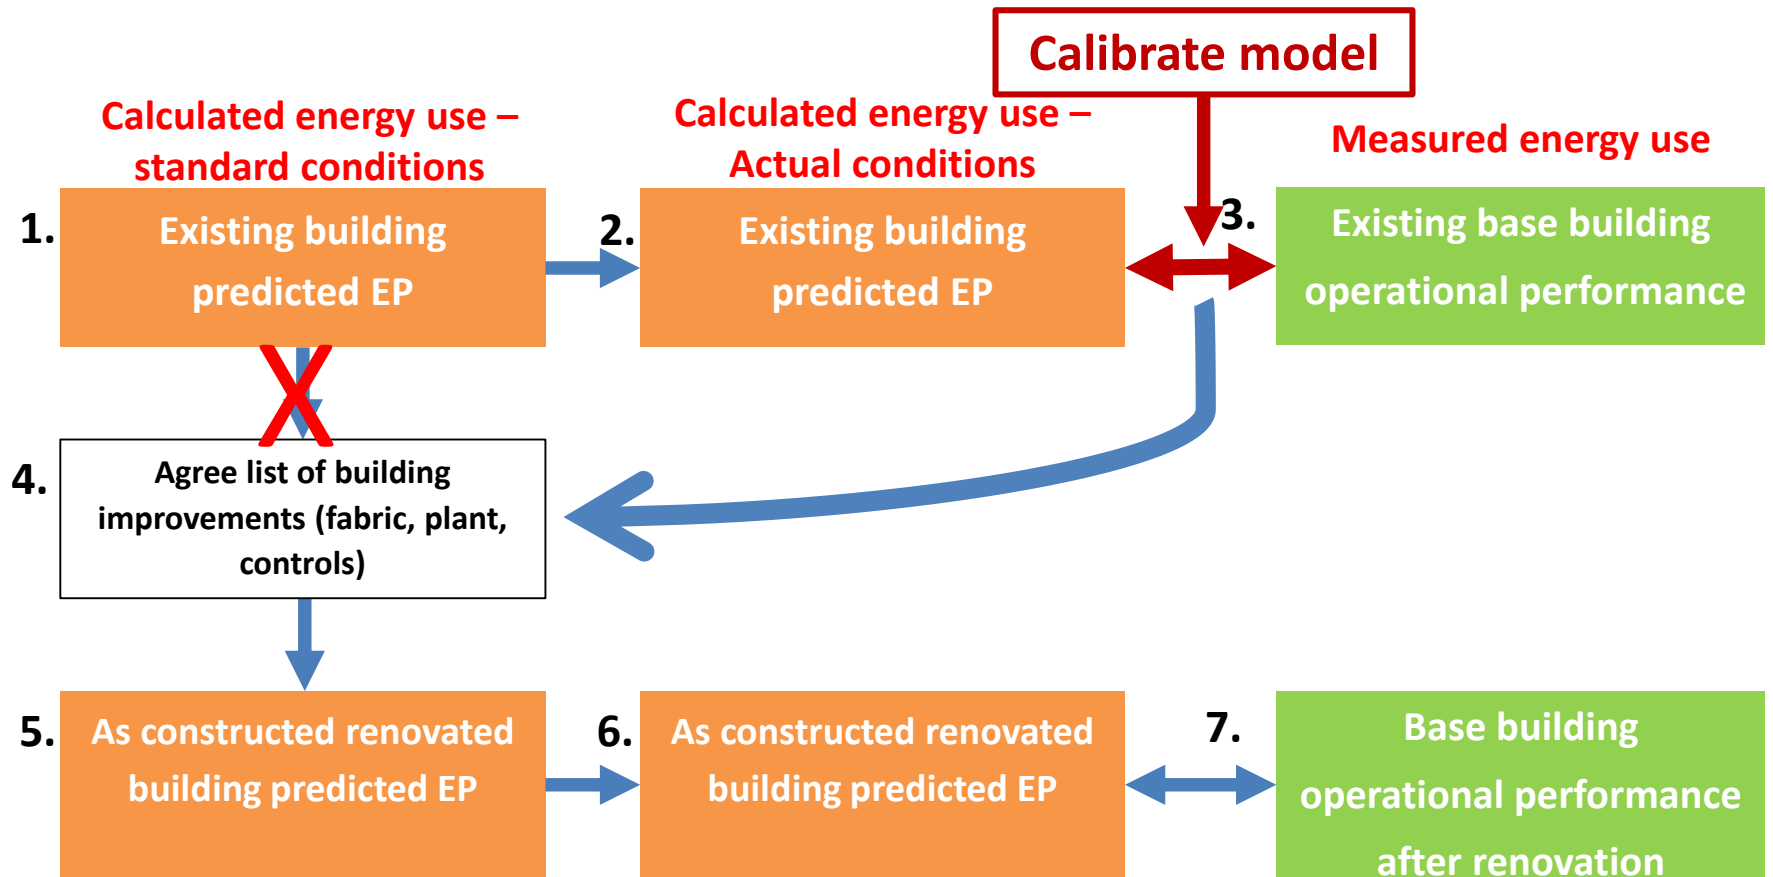 Calibrate model
Calculated energy use –
standard conditions
Calculated energy use –
Actual conditions
Measured energy use
1.
Existing building
predicted EP
2.
Existing building
predicted EP
3.
Existing base building
operational performance
X
4.
Agree list of building
improvements (fabric, plant,
controls)
5.
As constructed renovated
building predicted EP
6.
As constructed renovated
building predicted EP
7.
Base building
operational performance
after renovation